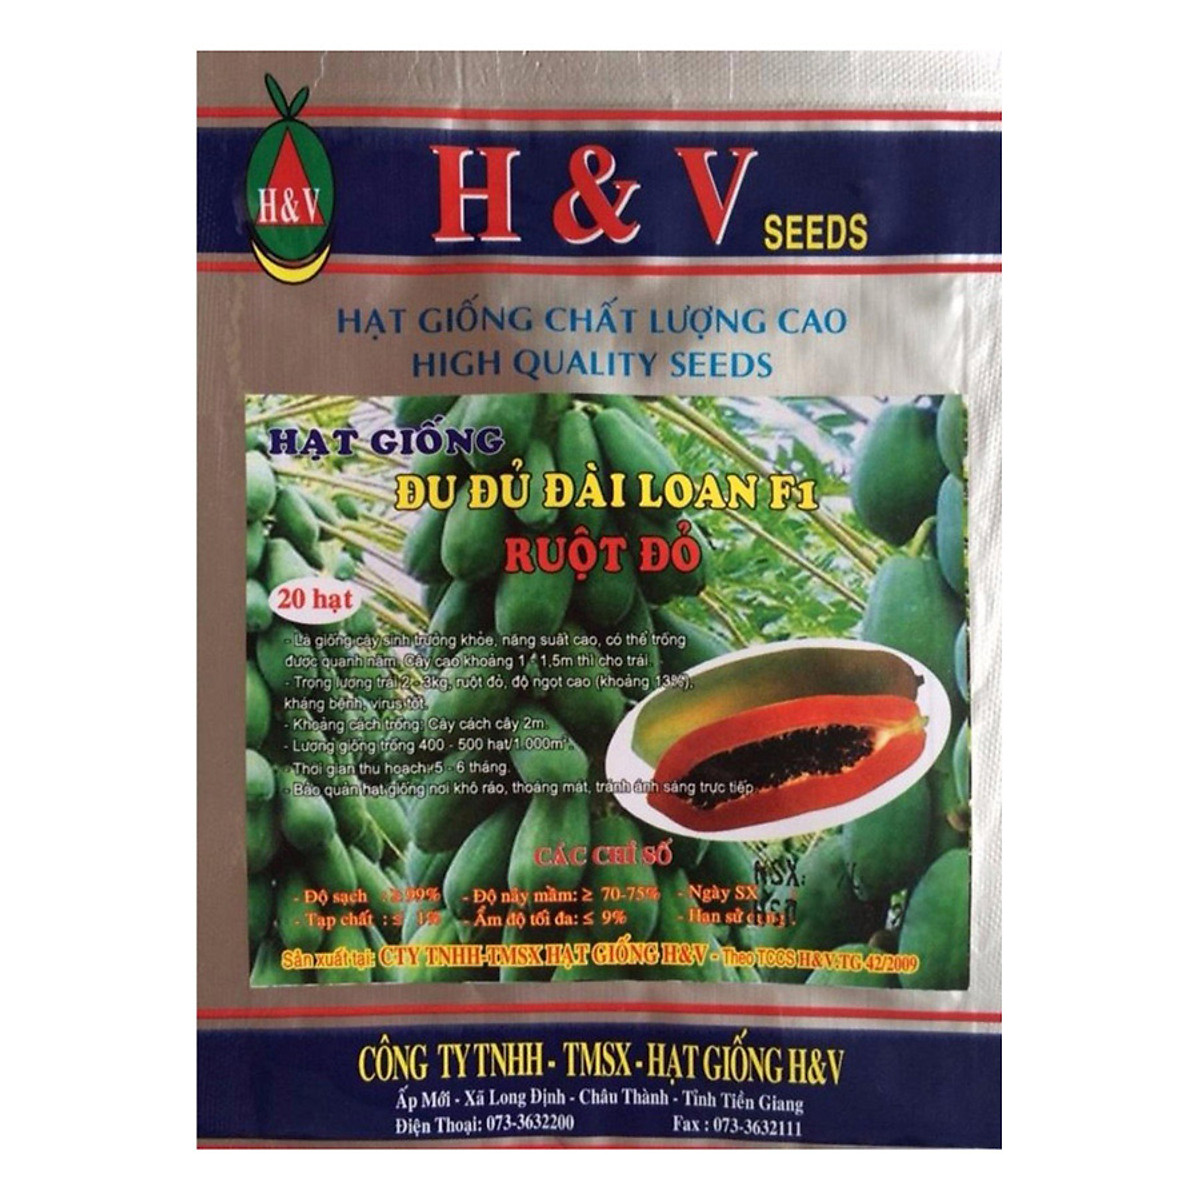 H&V
H & V SEEDS
HẠT GIỐNG CHẤT LƯỢNG CAO
HIGH QUALITY SEEDS
HẠT GIỐNG
ĐU ĐỦ ĐÀI LOAN F1
RUỘT ĐỎ
20 hạt
- Là giống cây sinh trưởng khỏe, năng suất cao, có thể trồng
được quanh năm. Cây cao khoảng 1 - 1,5m thì cho trái.
- Trọng lượng trái 2 - 3kg, ruột đỏ, độ ngọt cao (khoảng 13%),
kháng bệnh, virus tốt.
- Khoảng cách trồng: Cây cách cây 2m.
- Lượng giống trồng 400 - 500 hạt/1.000m².
- Thời gian thu hoạch: 5 - 6 tháng.
- Bảo quản hạt giống nơi khô ráo, thoáng mát, tránh ánh sáng trực tiếp.
CÁC CHỈ SỐ
- Độ sạch : ≥ 99% - Độ nảy mầm: ≥ 70-75% - Ngày SX NSX:
- Tạp chất : ≤ 1% - Ẩm độ tối đa: ≤ 9% - Hạn sử dụng :
Sản xuất tại: CTY TNHH-TMSX HẠT GIỐNG H&V - Theo TCCS H&V.TG 42/2009
CÔNG TY TNHH - TMSX - HẠT GIỐNG H&V
Ấp Mới - Xã Long Định - Châu Thành - Tỉnh Tiền Giang
Điện Thoại: 073-3632200 Fax : 073-3632111